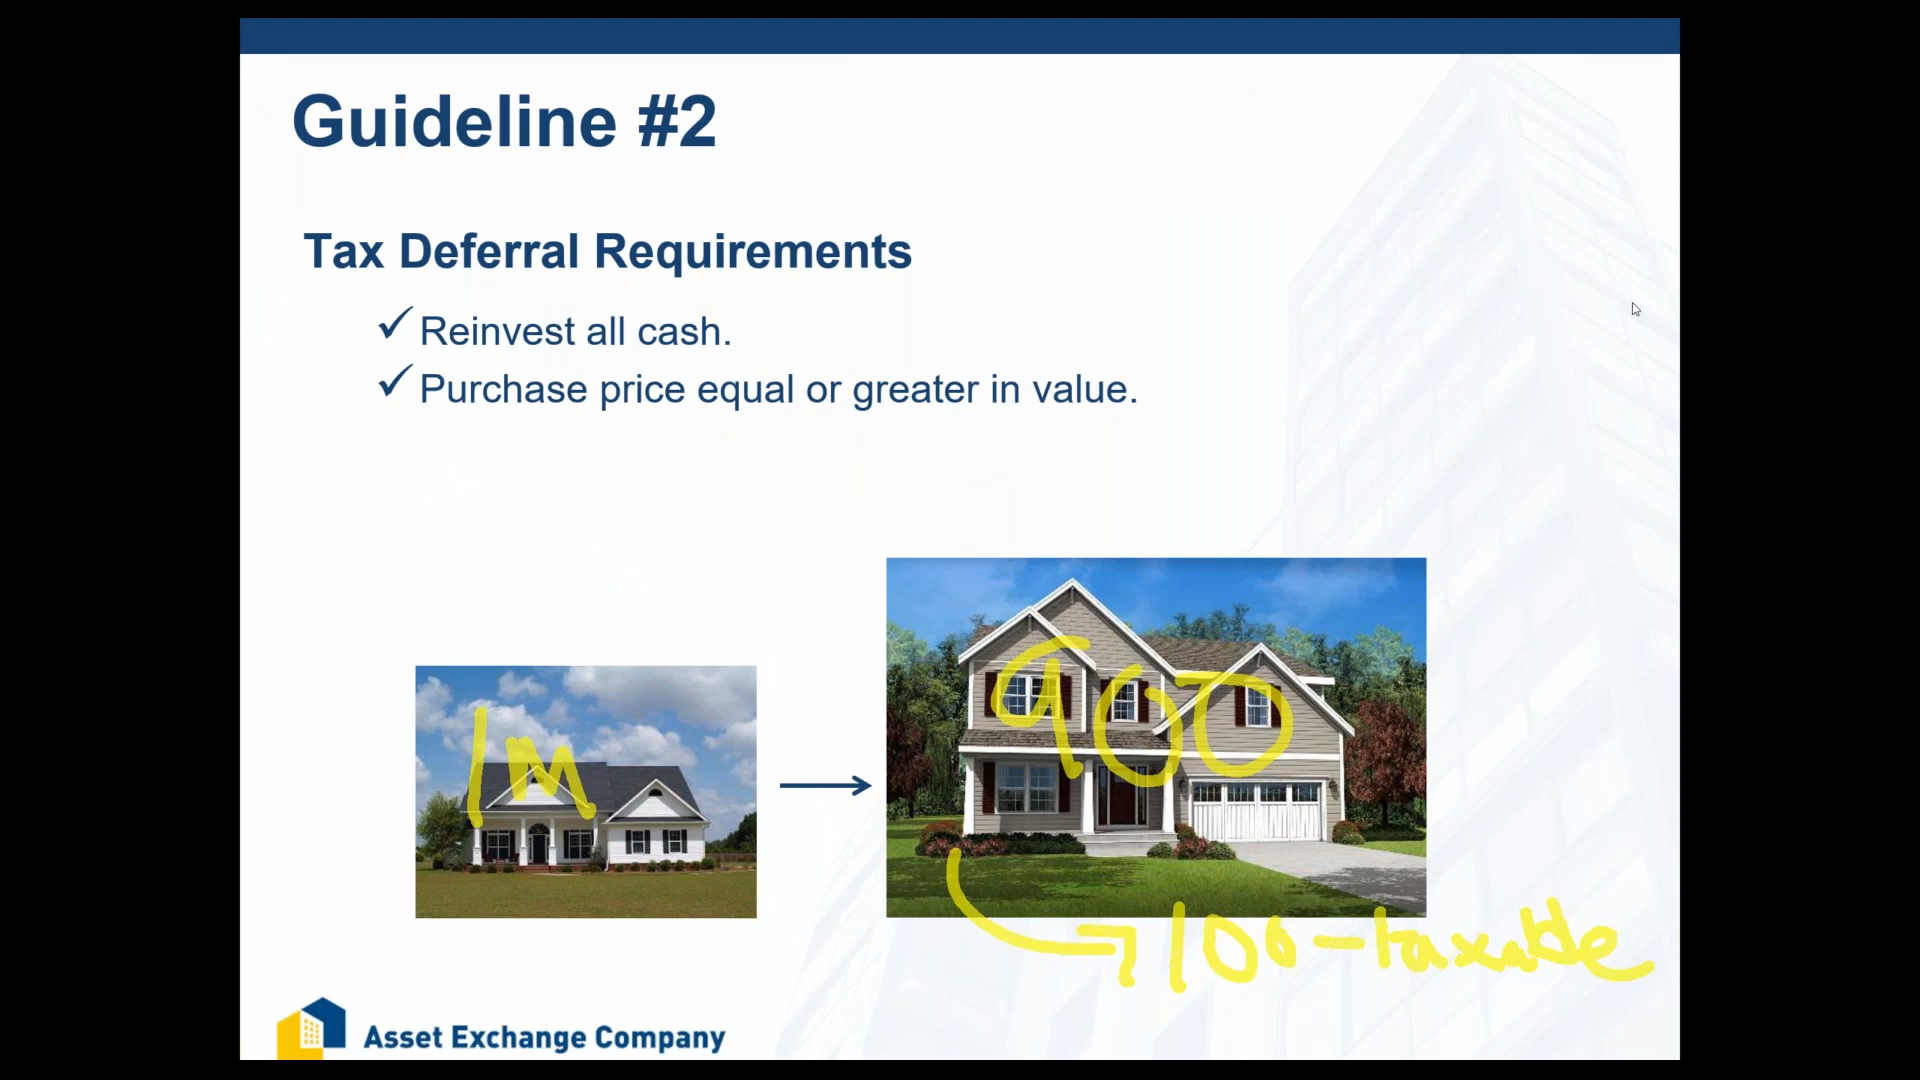 Guideline #2
Tax Deferral Requirements
✓ Reinvest all cash.
✓ Purchase price equal or greater in value.
1M
900
100 - taxable
Asset Exchange Company